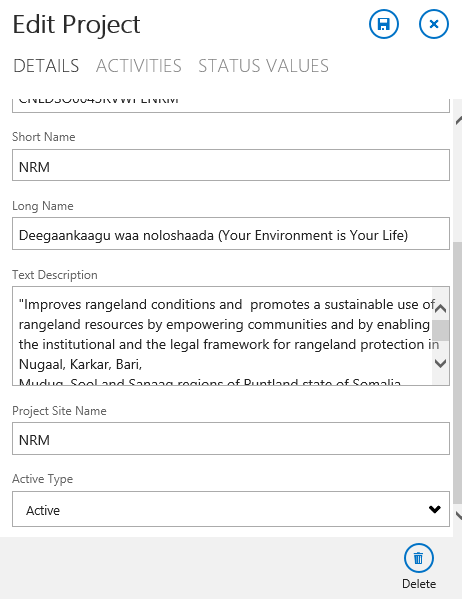 Edit Project
DETAILS ACTIVITIES STATUS VALUES
Short Name
NRM
Long Name
Deegaankaagu waa noloshaada (Your Environment is Your Life)
Text Description
"Improves rangeland conditions and  promotes a sustainable use of
rangeland resources by empowering communities and by enabling
the institutional and the legal framework for rangeland protection in
Nugaal, Karkar, Bari,
Mudug, Sool and Sanaag regions of Puntland state of Somalia
Project Site Name
NRM
Active Type
Active
Delete